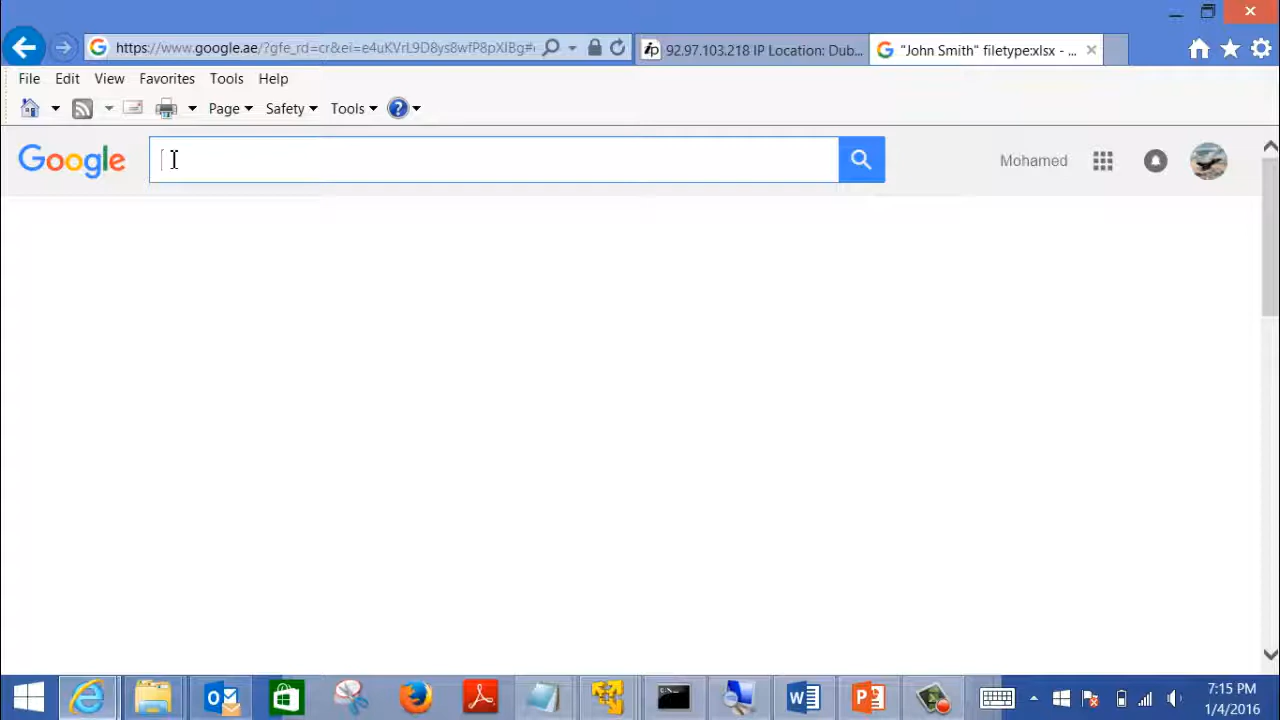 https://www.google.ae/?gfe_rd=cr&ei=e4uKVrL9D8ys8wfP8pXIBg#
92.97.103.218 IP Location: Dub...
"John Smith" filetype:xlsx - ...
File Edit View Favorites Tools Help
Page Safety Tools
Google
Mohamed
7:15 PM
1/4/2016